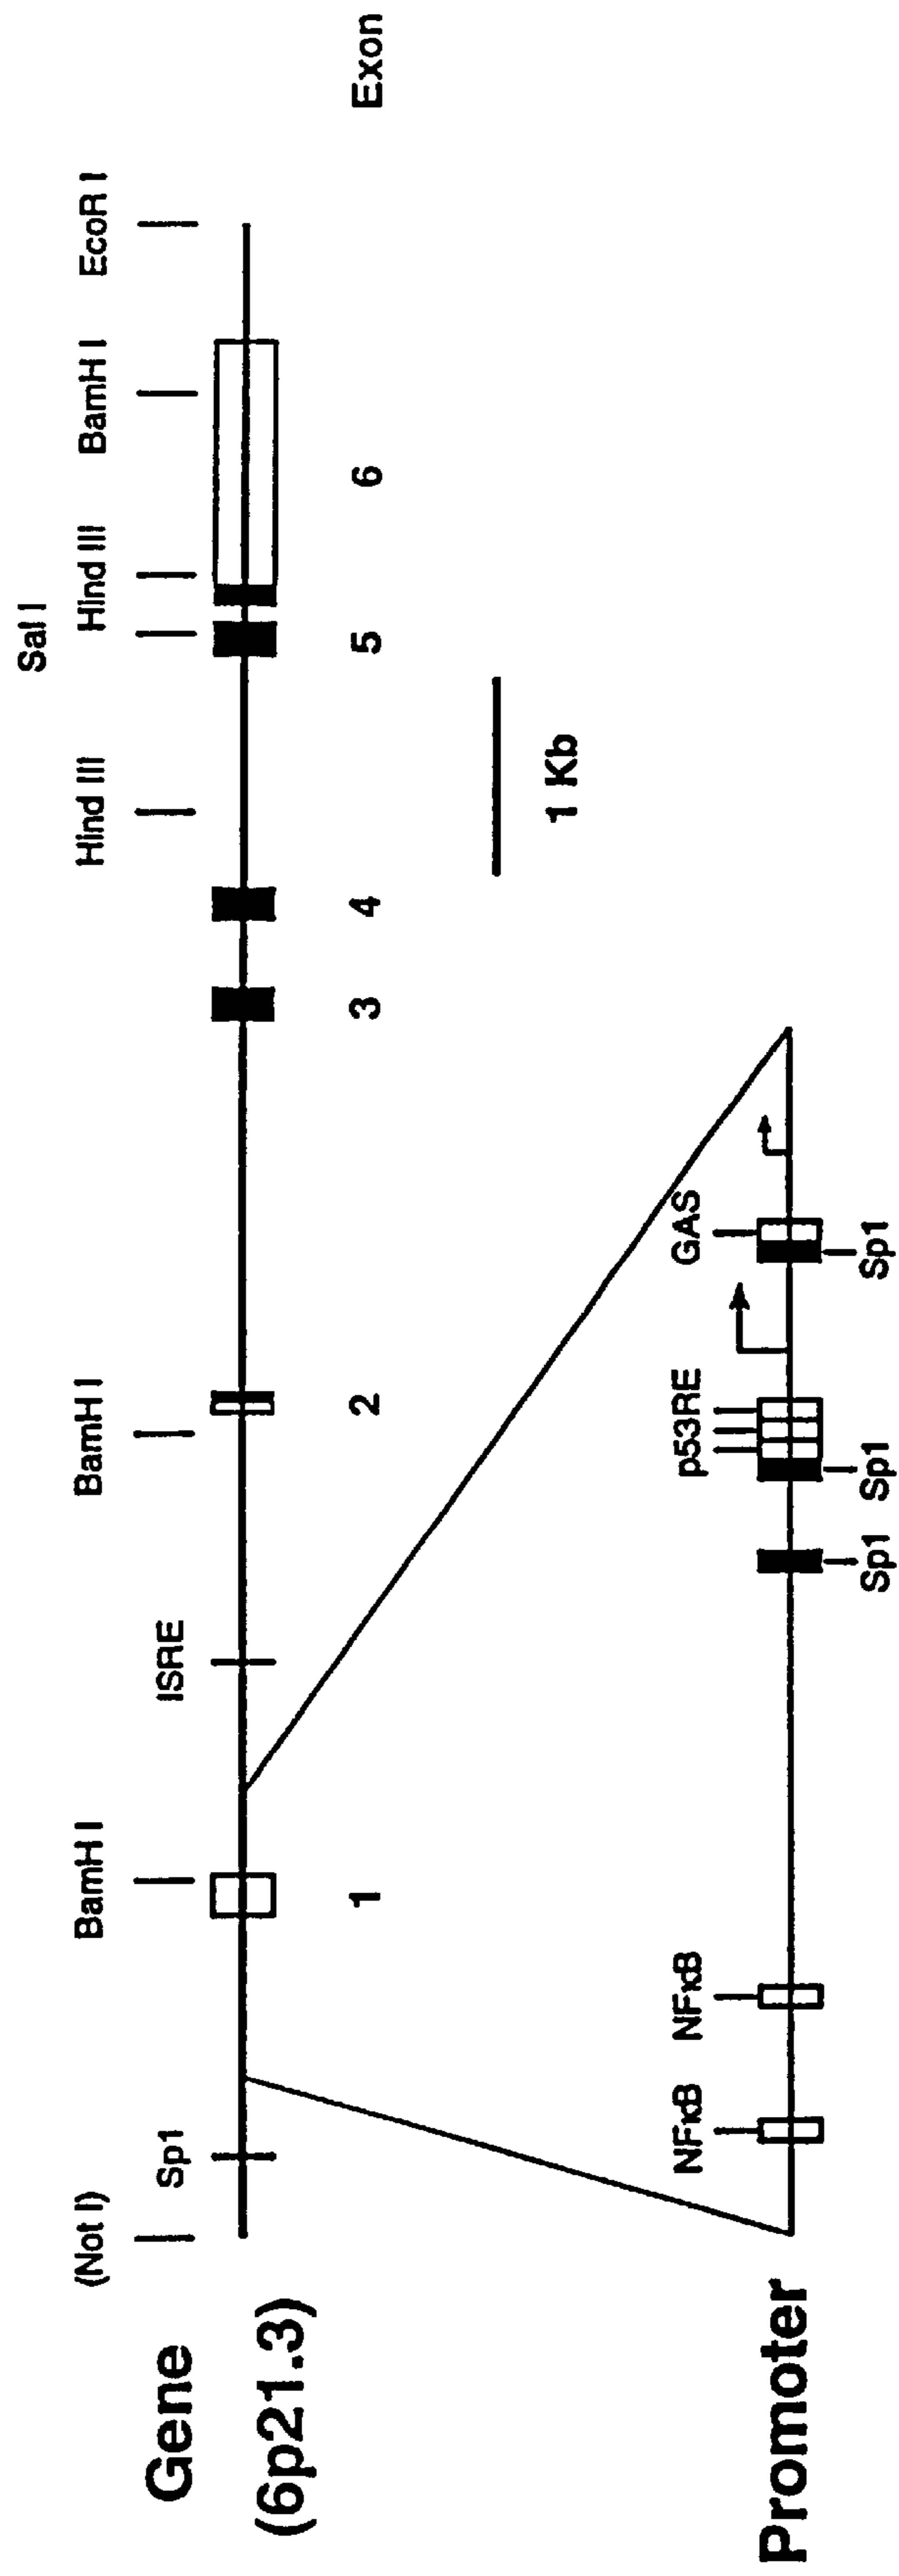 Sal I
(Not I) BamH I BamH I Hind III Hind III BamH I EcoR I
Sp1 ISRE
Gene
(6p21.3)
1 2 3 4 5 6 Exon
1 Kb
NFκB NFκB p53RE GAS
Promoter
Sp1 Sp1 Sp1